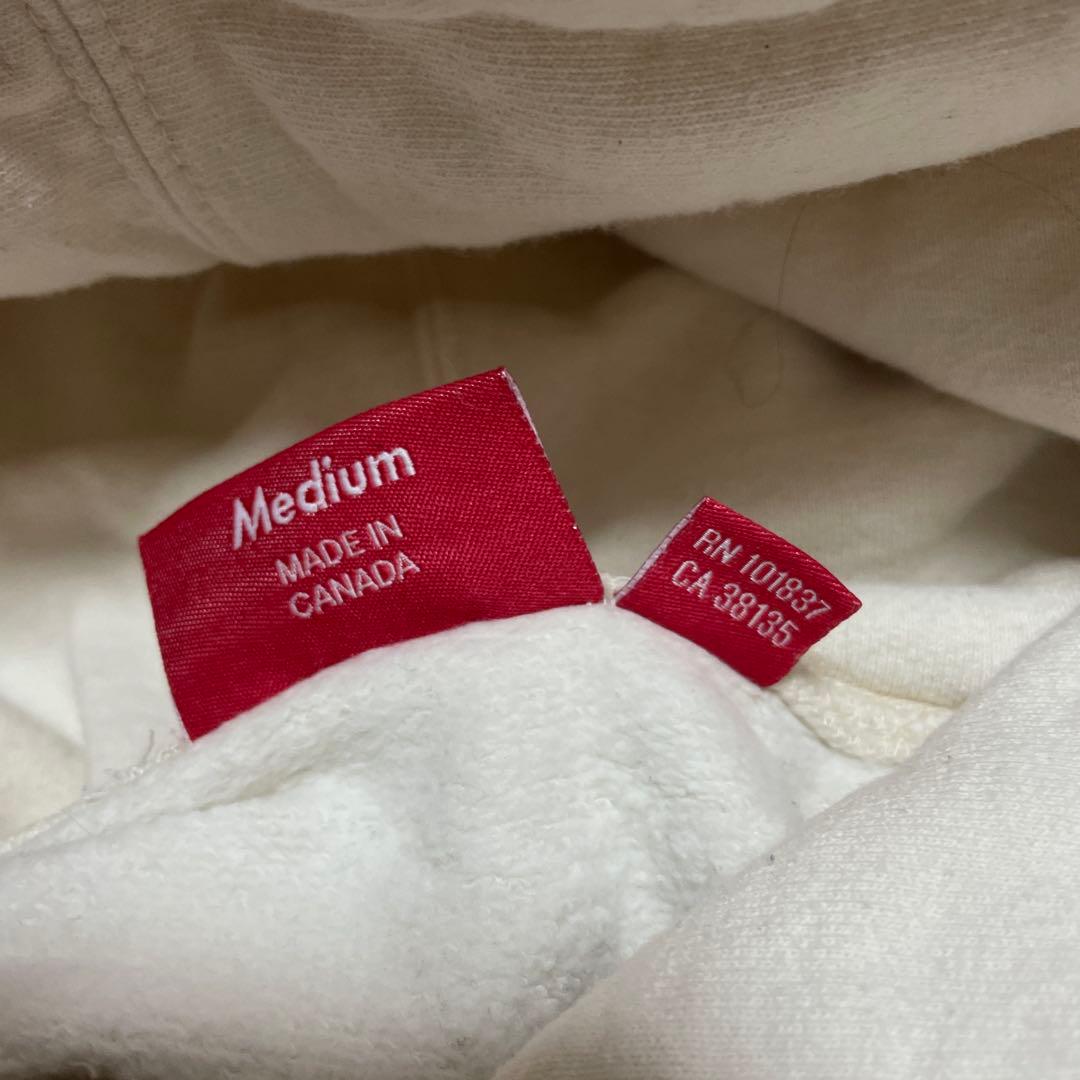 Medium
MADE IN
CANADA
RN 101837
CA 38135